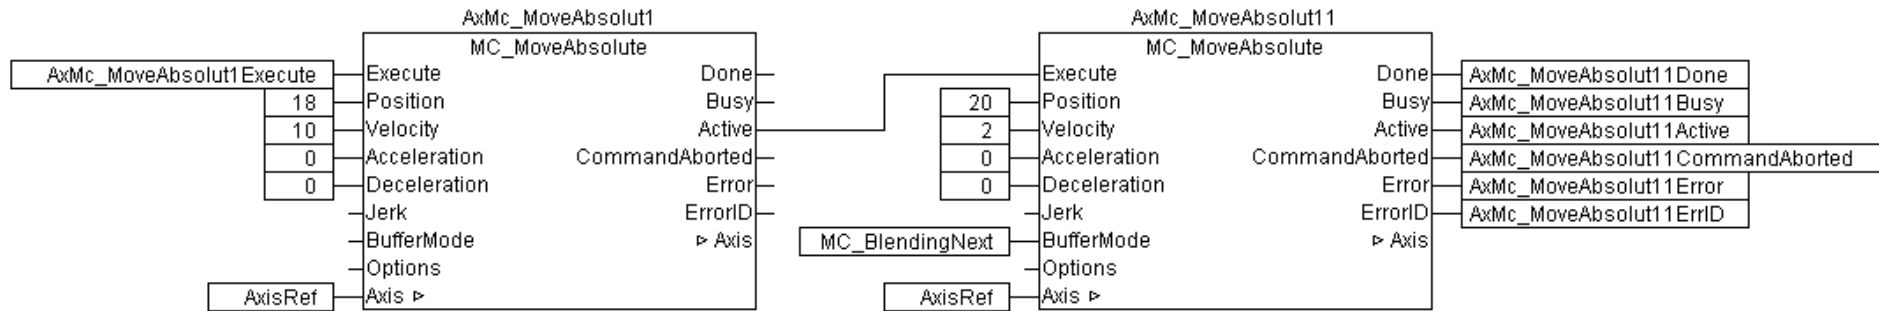 AxMc_MoveAbsolut1
AxMc_MoveAbsolut11
MC_MoveAbsolute
MC_MoveAbsolute
AxMc_MoveAbsolut1Execute
Execute
Done
Execute
Done
AxMc_MoveAbsolut11Done
18
Position
Busy
20
Position
Busy
AxMc_MoveAbsolut11Busy
10
Velocity
Active
2
Velocity
Active
AxMc_MoveAbsolut11Active
0
Acceleration
CommandAborted
0
Acceleration
CommandAborted
AxMc_MoveAbsolut11CommandAborted
0
Deceleration
Error
0
Deceleration
Error
AxMc_MoveAbsolut11Error
Jerk
ErrorID
Jerk
ErrorID
AxMc_MoveAbsolut11ErrID
BufferMode
▹ Axis
MC_BlendingNext
BufferMode
▹ Axis
Options
Options
AxisRef
Axis ▹
AxisRef
Axis ▹